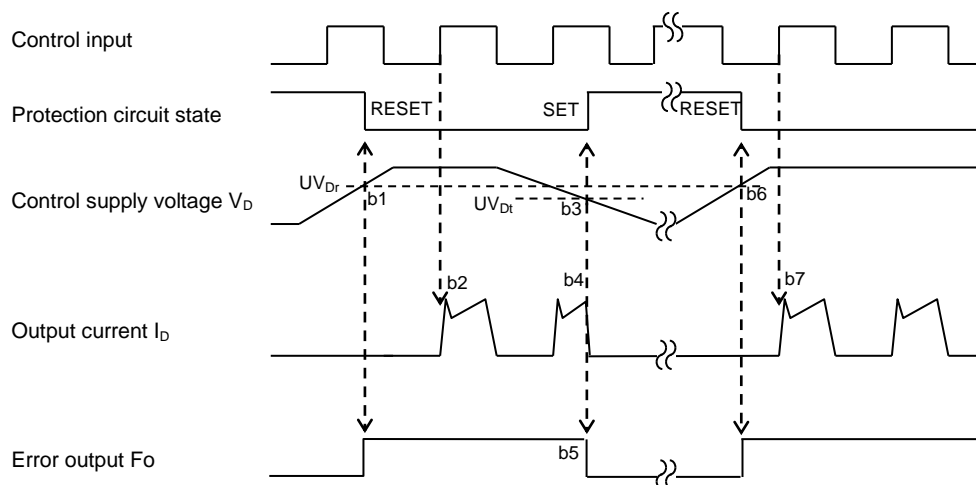 Control input
Protection circuit state
RESET
SET
RESET
Control supply voltage VD
UVDr
b1
UVDt
b3
b6
b2
b4
b7
Output current ID
Error output Fo
b5